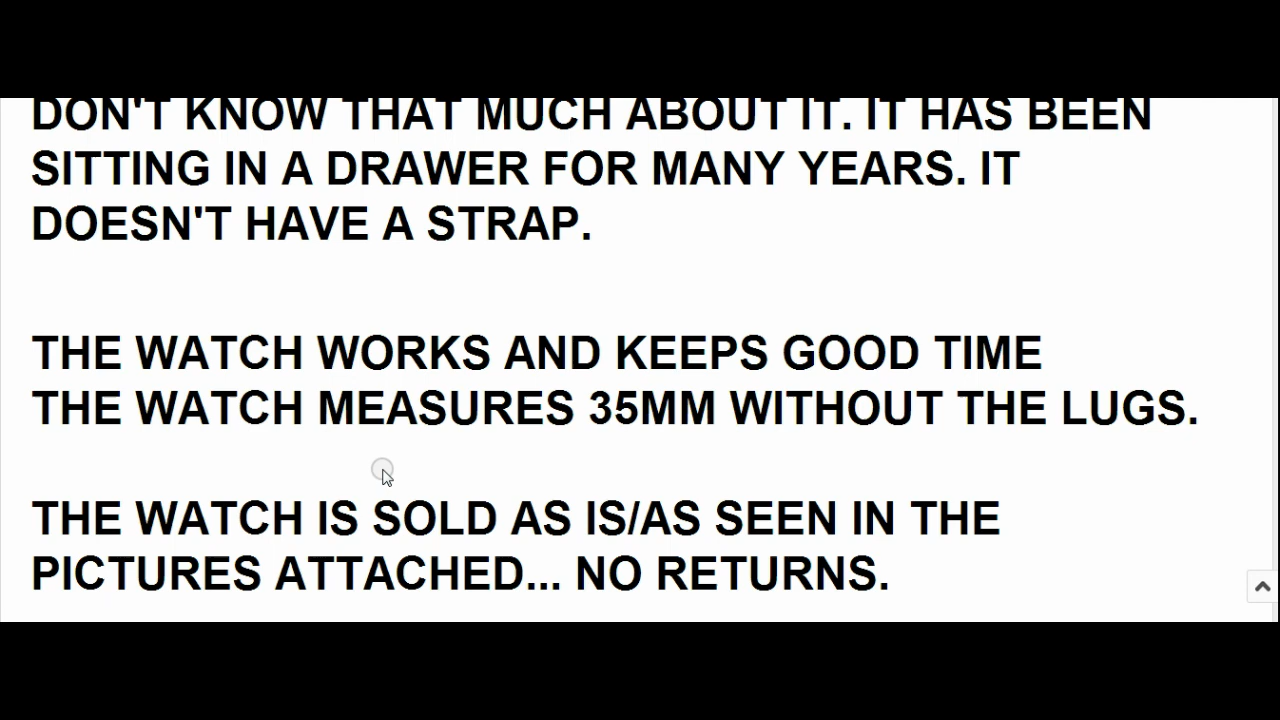 DON'T KNOW THAT MUCH ABOUT IT. IT HAS BEEN
SITTING IN A DRAWER FOR MANY YEARS. IT
DOESN'T HAVE A STRAP.
THE WATCH WORKS AND KEEPS GOOD TIME
THE WATCH MEASURES 35MM WITHOUT THE LUGS.
THE WATCH IS SOLD AS IS/AS SEEN IN THE
PICTURES ATTACHED... NO RETURNS.